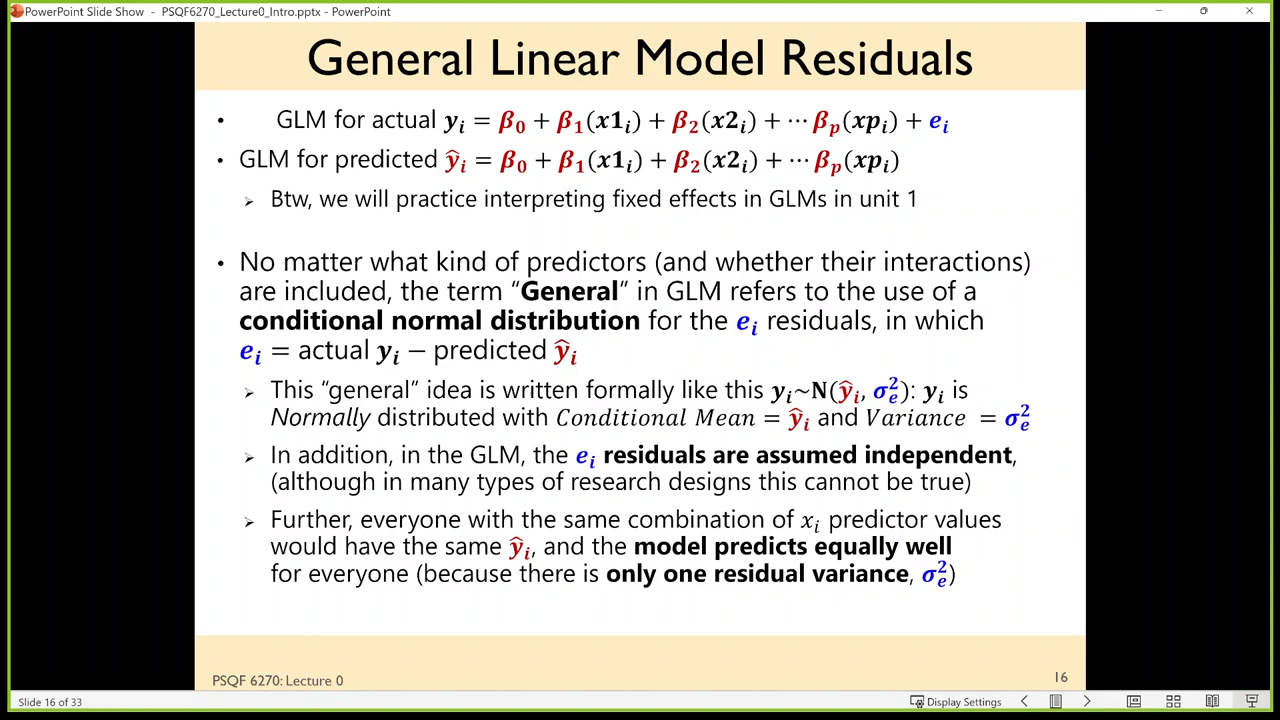 PowerPoint Slide Show - PSQF6270_Lecture0_Intro.pptx - PowerPoint
General Linear Model Residuals
• GLM for actual yᵢ = β₀ + β₁(x1ᵢ) + β₂(x2ᵢ) + ⋯ βₚ(xpᵢ) + eᵢ
• GLM for predicted ŷᵢ = β₀ + β₁(x1ᵢ) + β₂(x2ᵢ) + ⋯ βₚ(xpᵢ)
➢ Btw, we will practice interpreting fixed effects in GLMs in unit 1
• No matter what kind of predictors (and whether their interactions)
are included, the term “General” in GLM refers to the use of a
conditional normal distribution for the eᵢ residuals, in which
eᵢ = actual yᵢ − predicted ŷᵢ
➢ This “general” idea is written formally like this yᵢ~N(ŷᵢ, σₑ²): yᵢ is
Normally distributed with Conditional Mean = ŷᵢ and Variance = σₑ²
➢ In addition, in the GLM, the eᵢ residuals are assumed independent,
(although in many types of research designs this cannot be true)
➢ Further, everyone with the same combination of xᵢ predictor values
would have the same ŷᵢ, and the model predicts equally well
for everyone (because there is only one residual variance, σₑ²)
PSQF 6270: Lecture 0
16
Slide 16 of 33
Display Settings